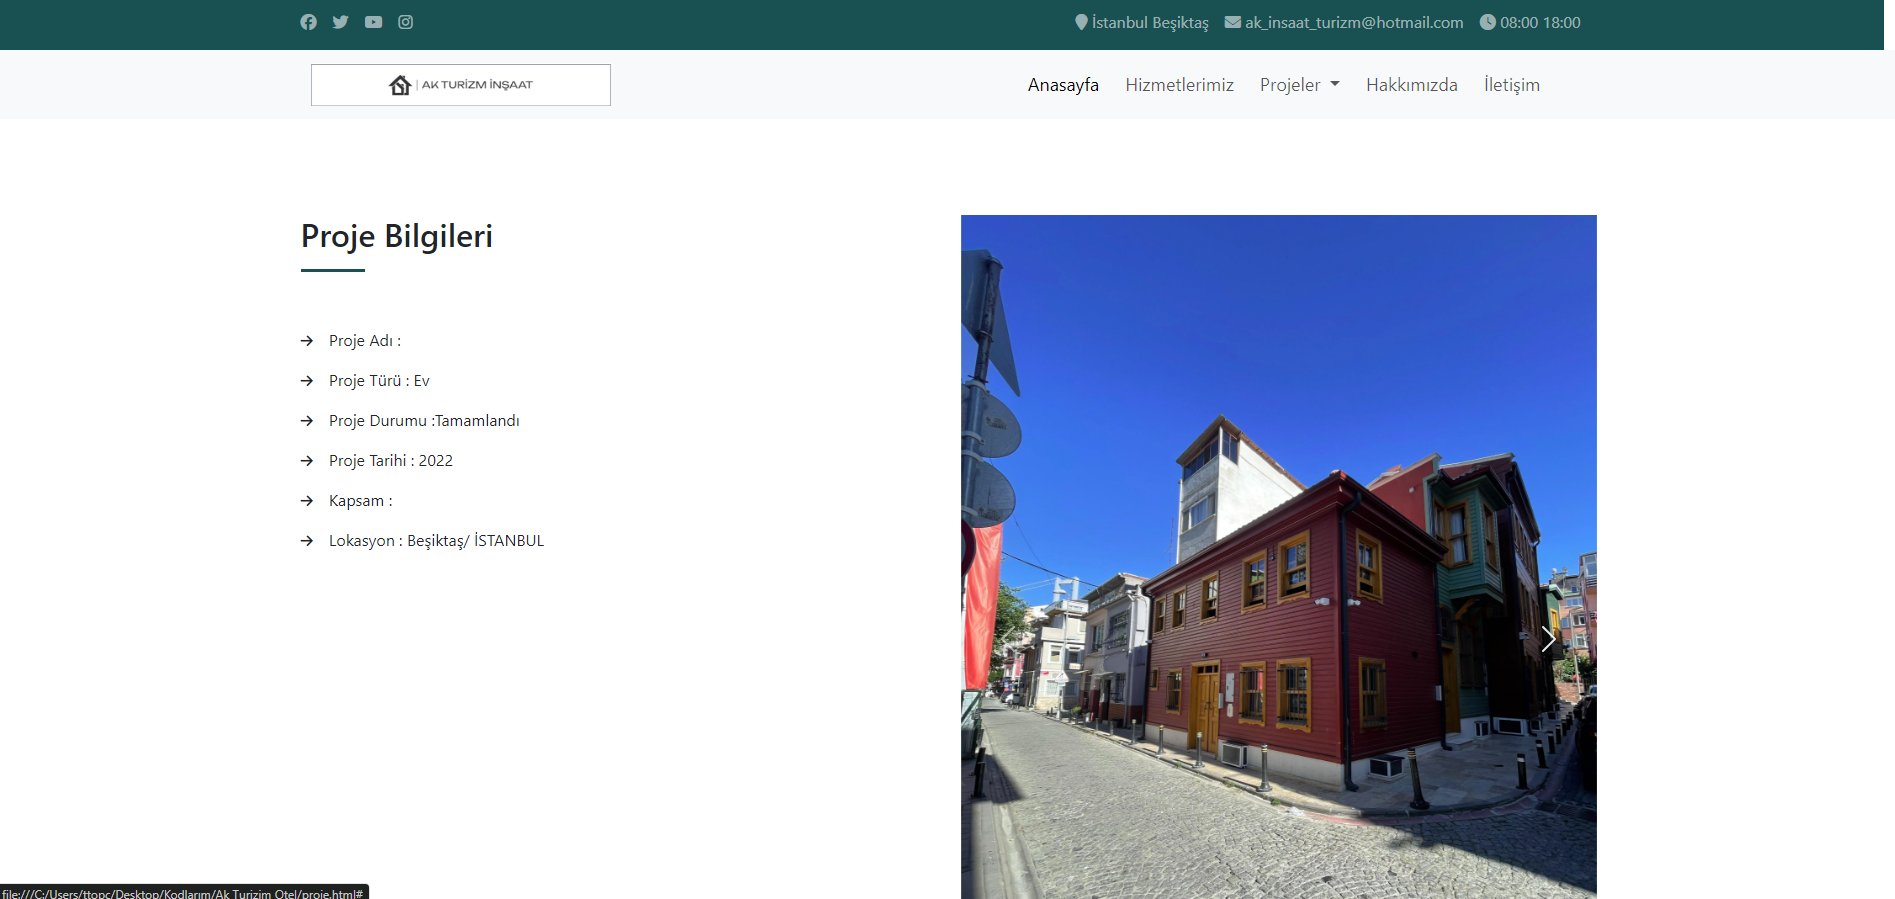 İstanbul Beşiktaş ak_insaat_turizm@hotmail.com 08:00 18:00
AK TURİZM İNŞAAT
Anasayfa Hizmetlerimiz Projeler Hakkımızda İletişim
Proje Bilgileri
Proje Adı :
Proje Türü : Ev
Proje Durumu :Tamamlandı
Proje Tarihi : 2022
Kapsam :
Lokasyon : Beşiktaş/ İSTANBUL
file:///C:/Users/ttopc/Desktop/Kodlarım/Ak Turizim Otel/proje.html#